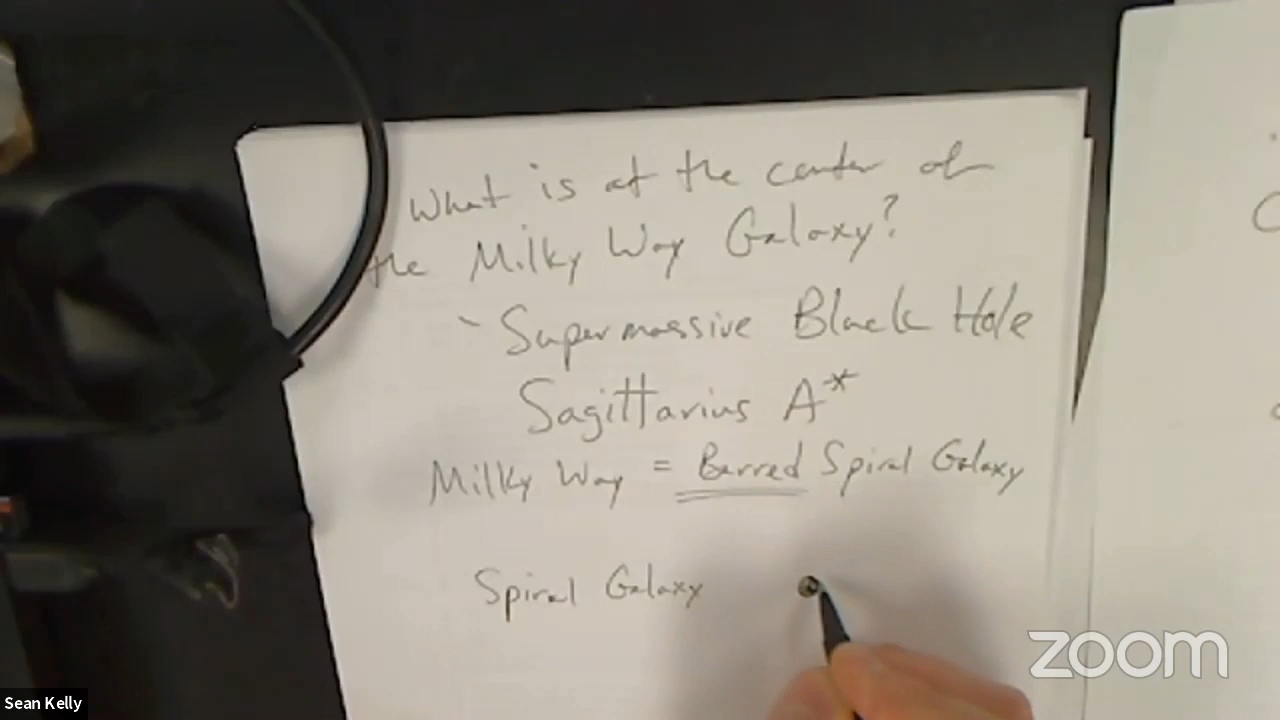 What is at the center of
the Milky Way Galaxy?
- Supermassive Black Hole
Sagittarius A*
Milky Way = Barred Spiral Galaxy
Spiral Galaxy
zoom
Sean Kelly